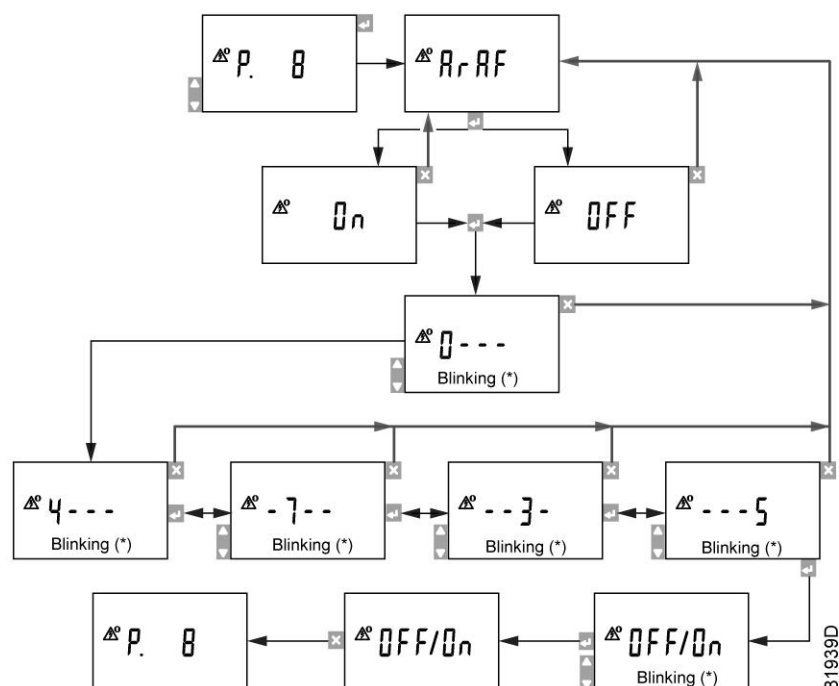 P. 8
ArAF
On
OFF
0---
Blinking (*)
4---
Blinking (*)
-7--
Blinking (*)
--3-
Blinking (*)
---5
Blinking (*)
P. 8
OFF/On
OFF/On
Blinking (*)
31939D